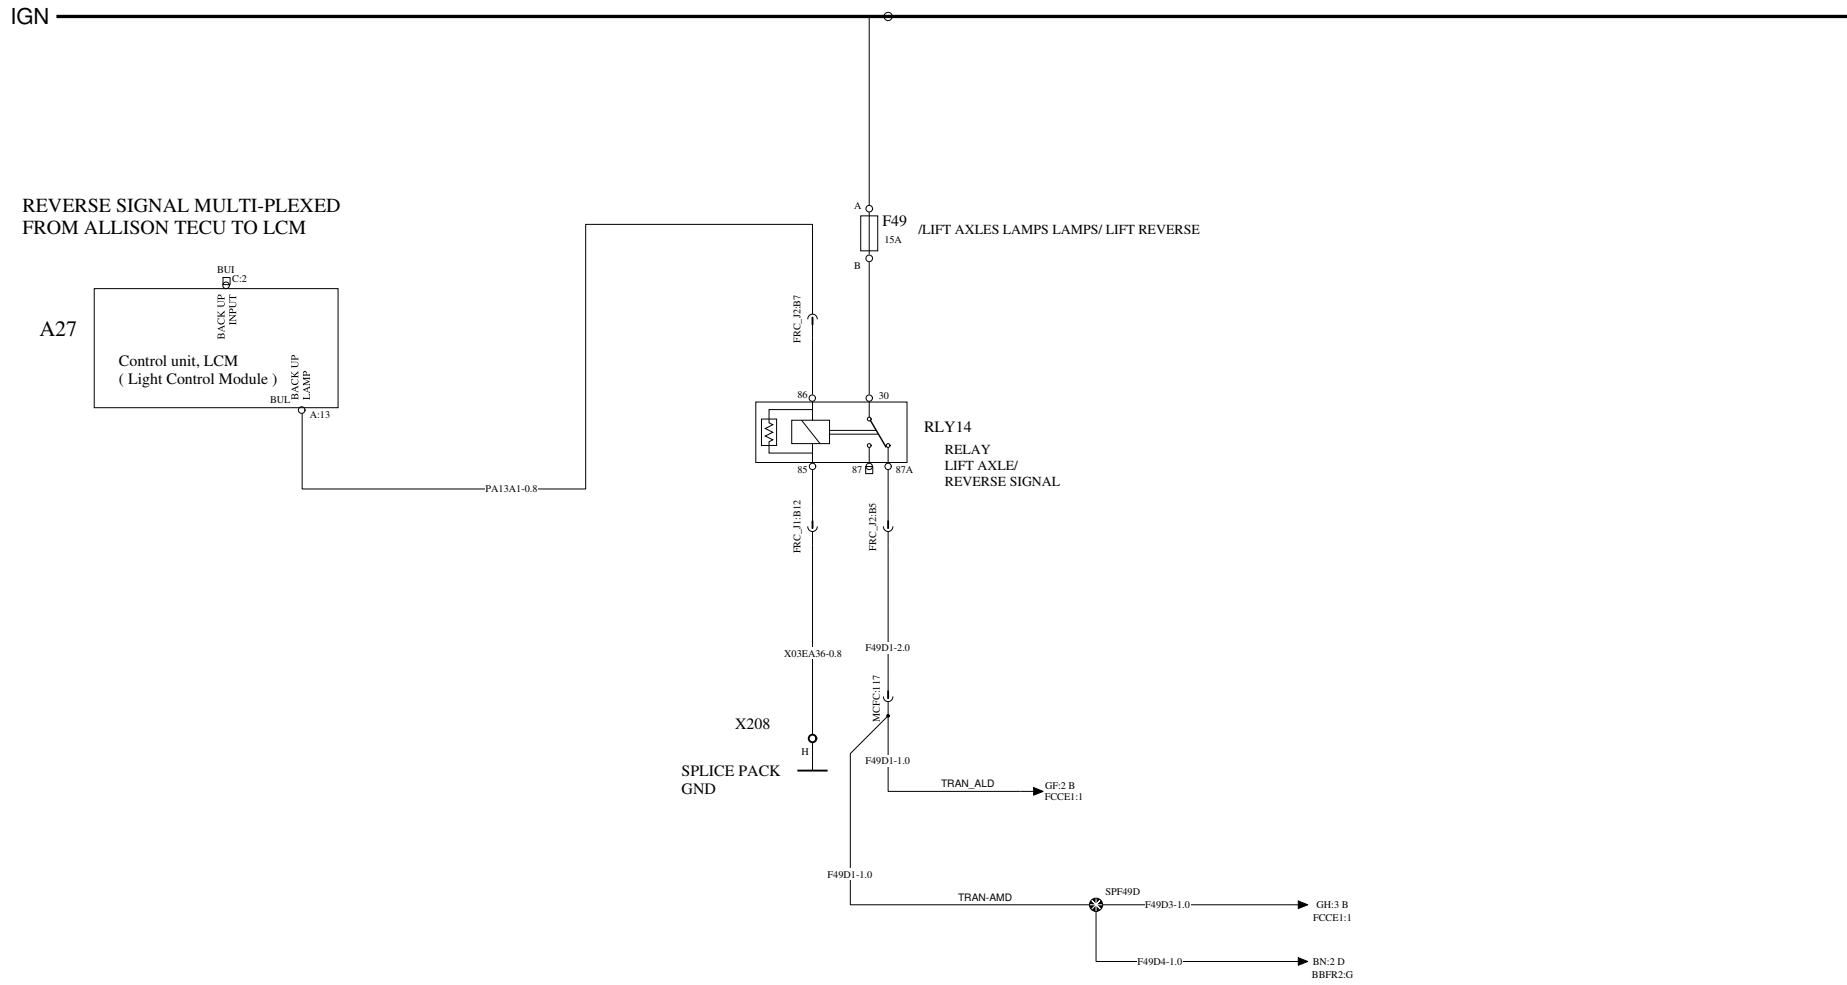 IGN
REVERSE SIGNAL MULTI-PLEXED
FROM ALLISON TECU TO LCM
BUI
C:2
BACK UP
INPUT
A27
Control unit, LCM
( Light Control Module )
BACK UP
LAMP
BUL
A:13
PA13A1-0.8
A
F49
15A
B
/LIFT AXLES LAMPS LAMPS/ LIFT REVERSE
FRC_J2:B7
86
30
RLY14
RELAY
LIFT AXLE/
REVERSE SIGNAL
85
87
87A
FRC_J1:B12
FRC_J2:B5
X03EA36-0.8
F49D1-2.0
MCFC:117
X208
H
SPLICE PACK
GND
F49D1-1.0
TRAN_ALD
GF:2 B
FCCE1:1
F49D1-1.0
TRAN-AMD
SPF49D
F49D3-1.0
GH:3 B
FCCE1:1
F49D4-1.0
BN:2 D
BBFR2:G